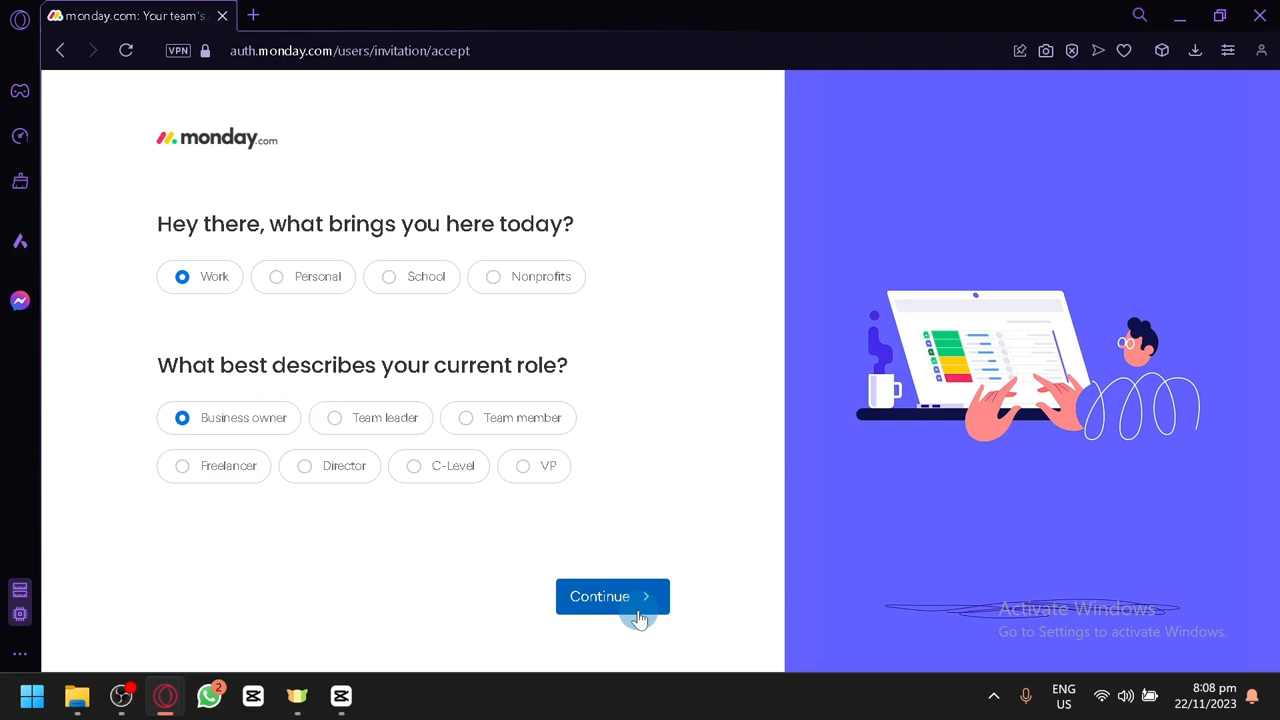 monday.com: Your team's
VPN
auth.monday.com/users/invitation/accept
monday.com
Hey there, what brings you here today?
Work
Personal
School
Nonprofits
What best describes your current role?
Business owner
Team leader
Team member
Freelancer
Director
C-Level
VP
Continue
Activate Windows
Go to Settings to activate Windows.
2
ENG
US
8:08 pm
22/11/2023